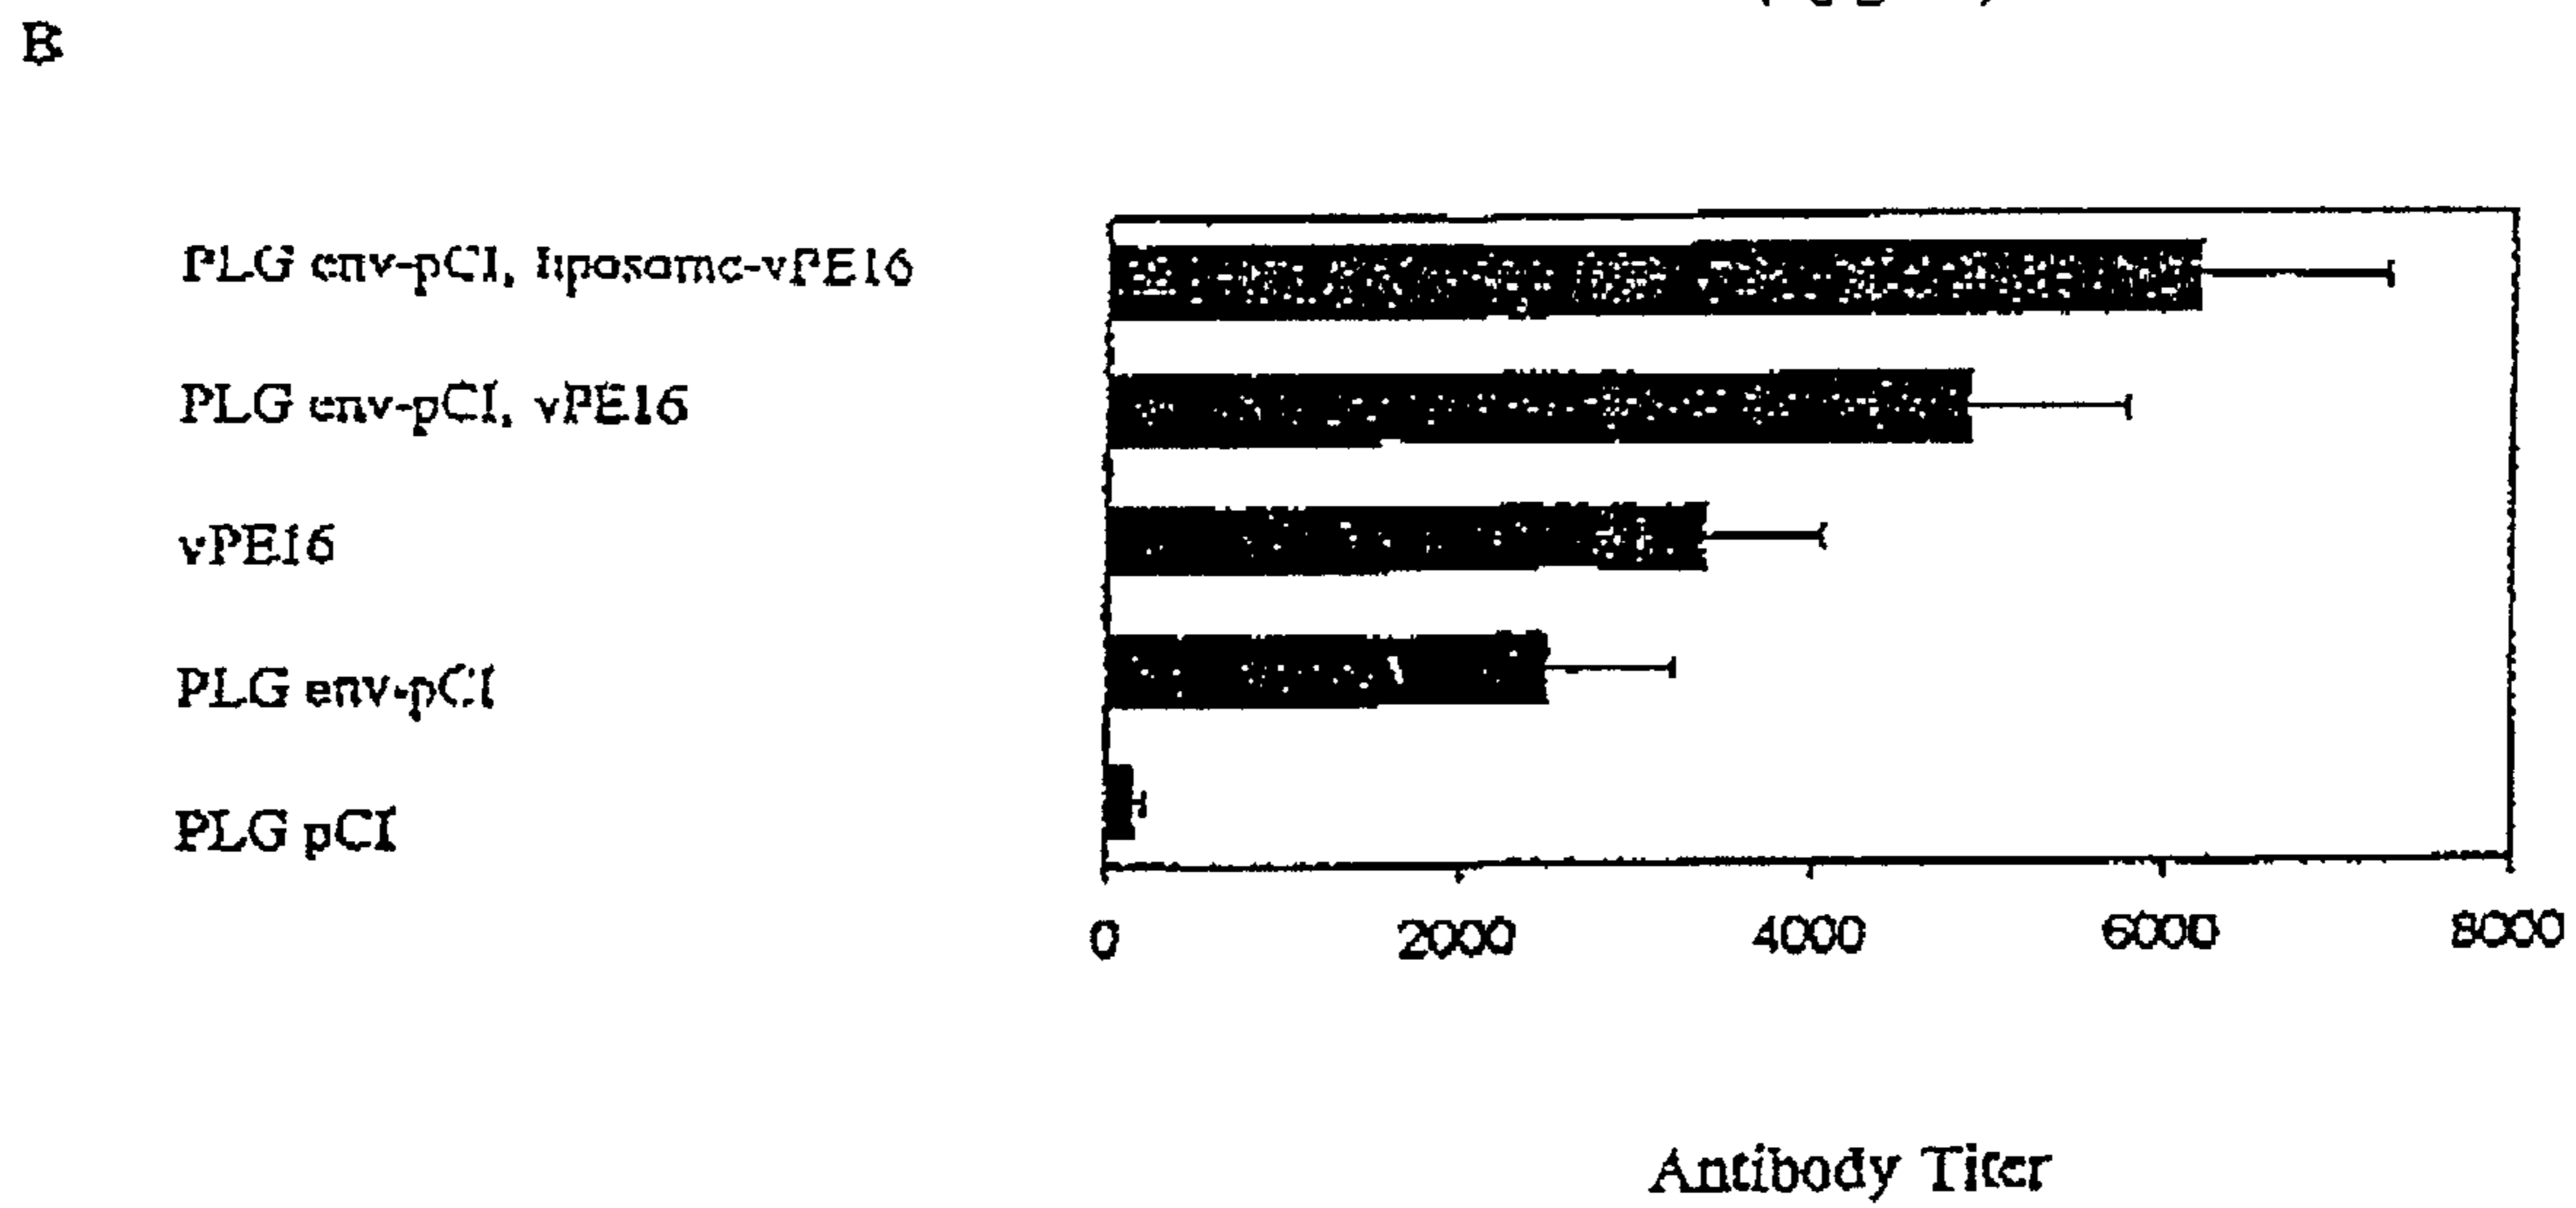 B
PLG env-pCI, liposome-vPE16
PLG env-pCI, vPE16
vPE16
PLG env-pCI
PLG pCI
0 2000 4000 6000 8000
Antibody Titer